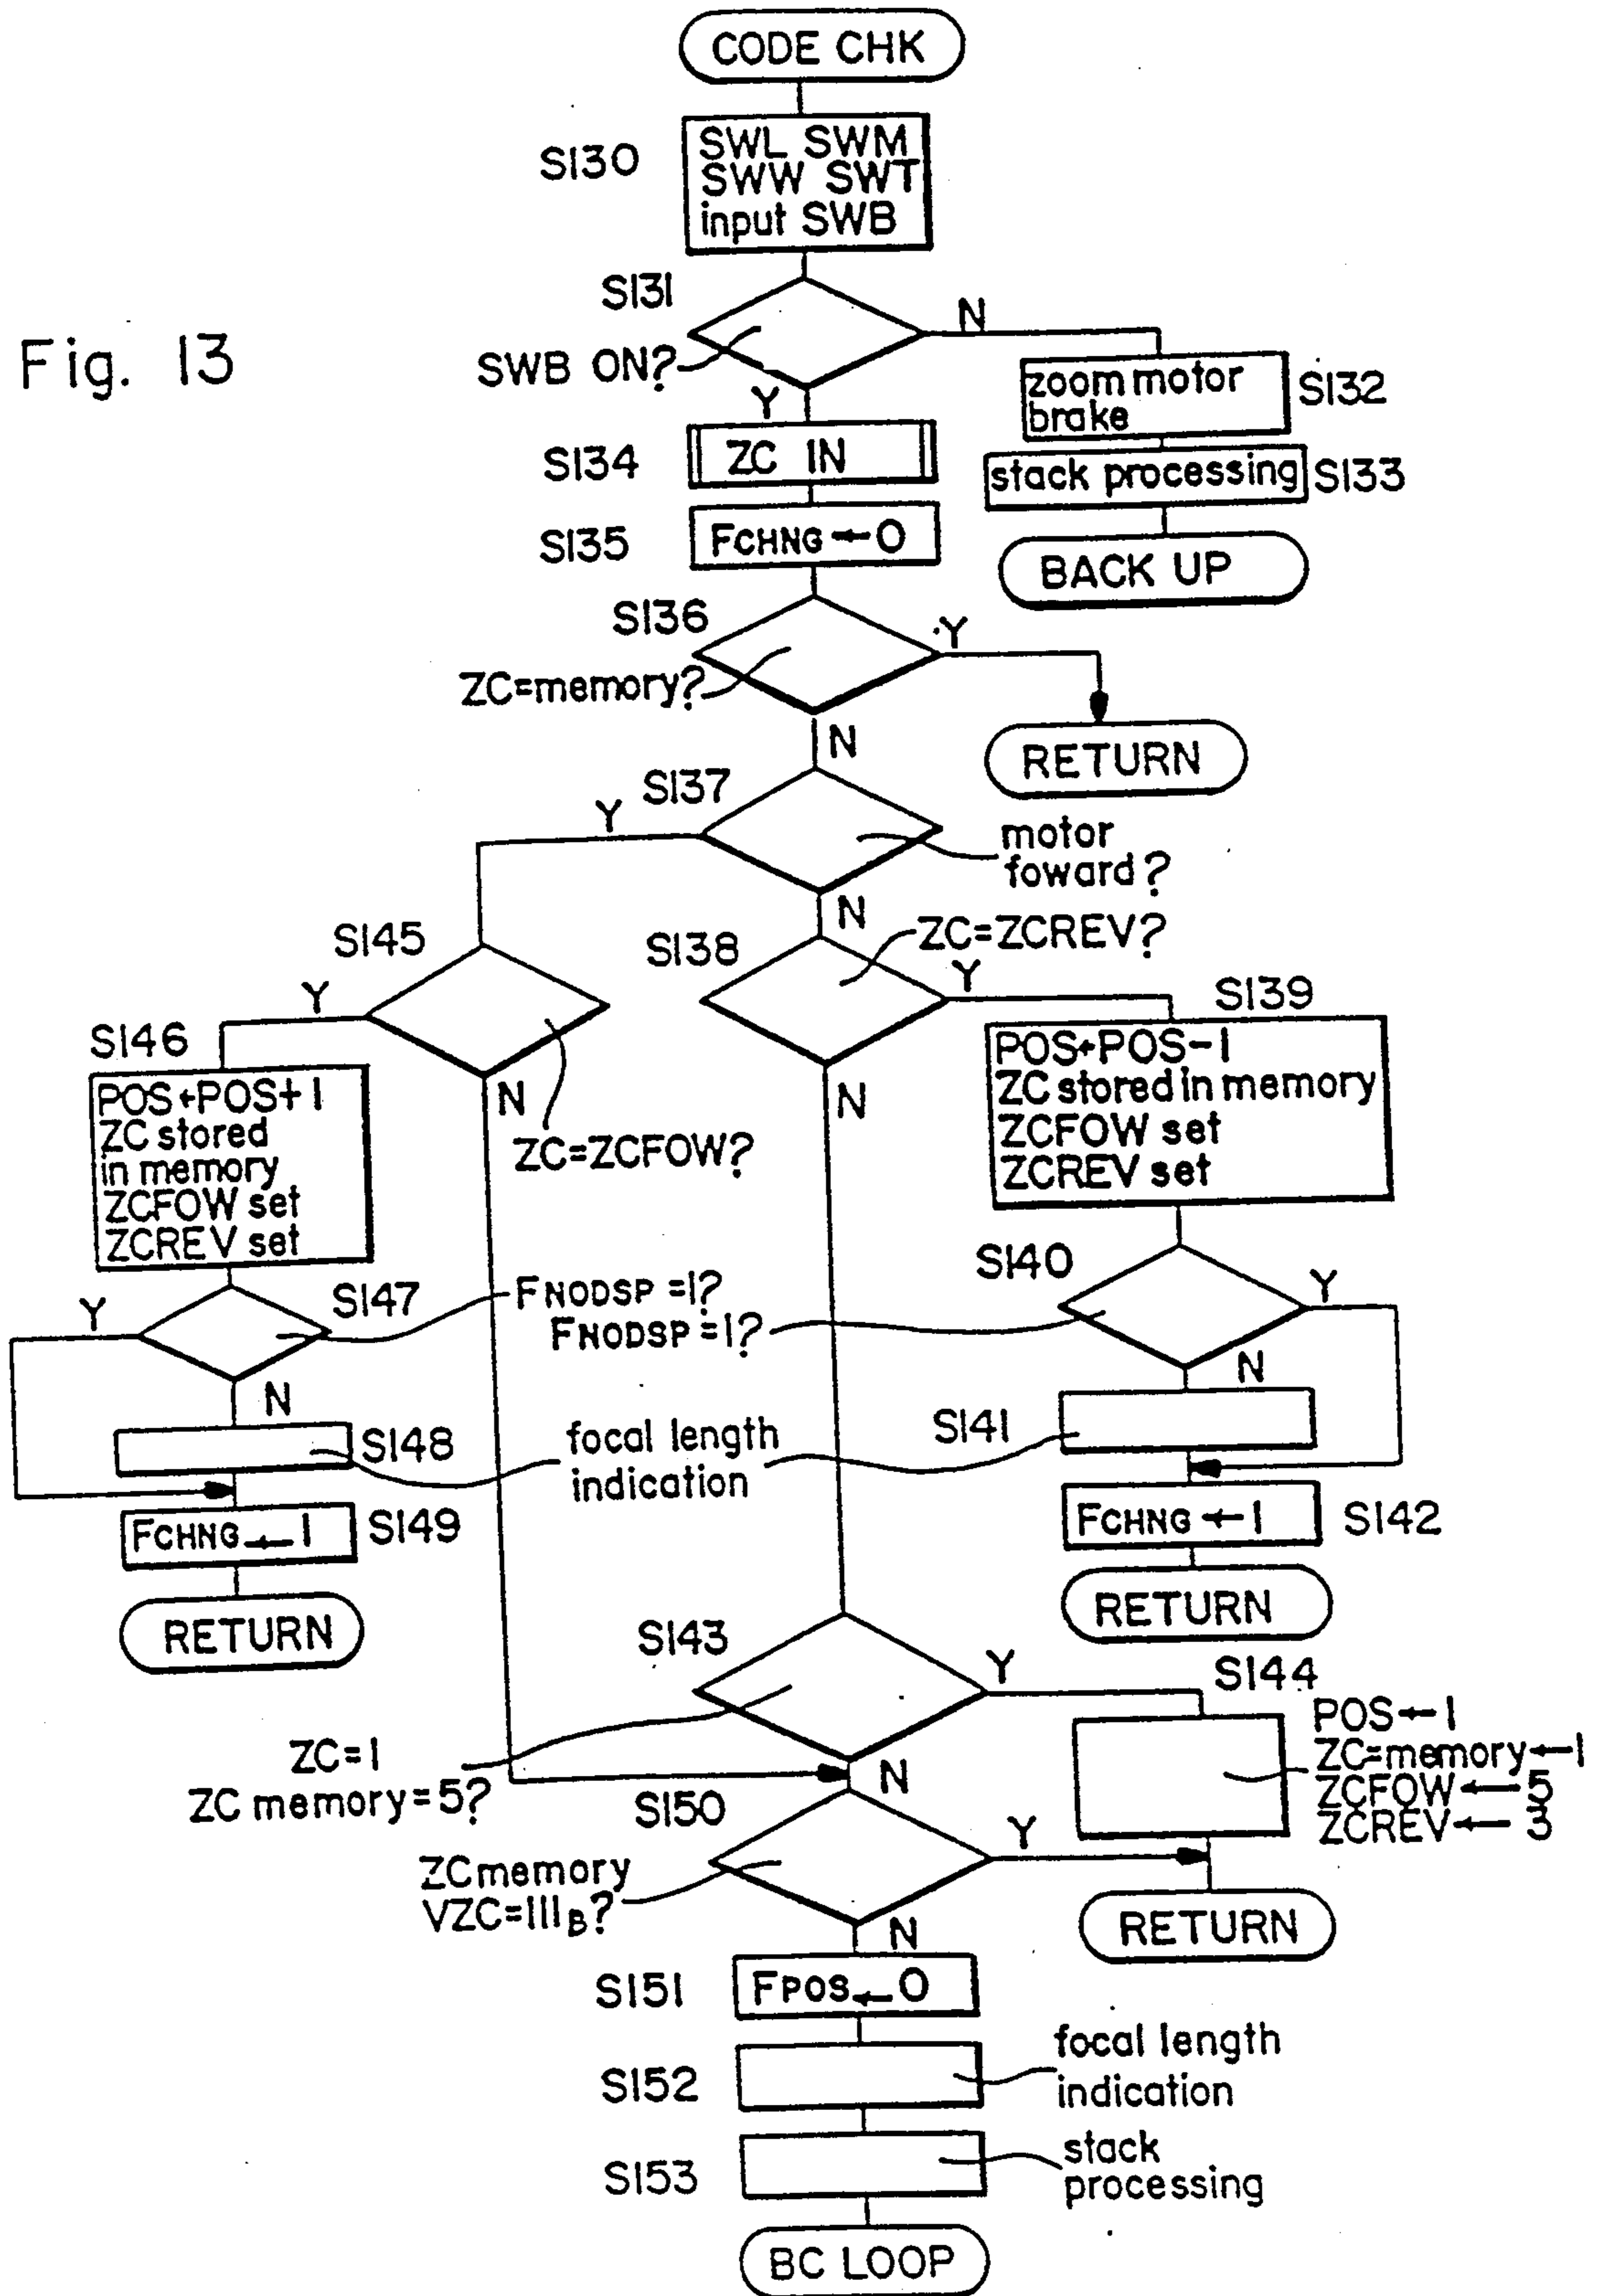 CODE CHK
S130
SWL SWM
SWW SWT
input SWB
S131
N
Fig. 13
SWB ON?
Y
zoom motor
brake
S132
S134
ZC IN
stack processing
S133
S135
FCHNG ← 0
BACK UP
S136
Y
ZC=memory?
N
RETURN
S137
Y
motor
foward?
N
S145
S138
ZC=ZCREV?
Y
Y
S139
S146
POS←POS-1
ZC stored in memory
ZCFOW set
ZCREV set
POS←POS+1
ZC stored
in memory
ZCFOW set
ZCREV set
N
N
ZC=ZCFOW?
S140
Y
S147
Y
FNODSP =1?
FNODSP =1?
N
N
S148
focal length
indication
S141
FCHNG ← 1
S149
FCHNG ← 1
S142
RETURN
RETURN
S143
Y
S144
POS←1
ZC=memory←1
ZCFOW← 5
ZCREV← 3
ZC=1
ZC memory=5?
N
S150
Y
ZC memory
VZC=111B?
RETURN
N
S151
FPOS ← 0
S152
focal length
indication
S153
stack
processing
BC LOOP